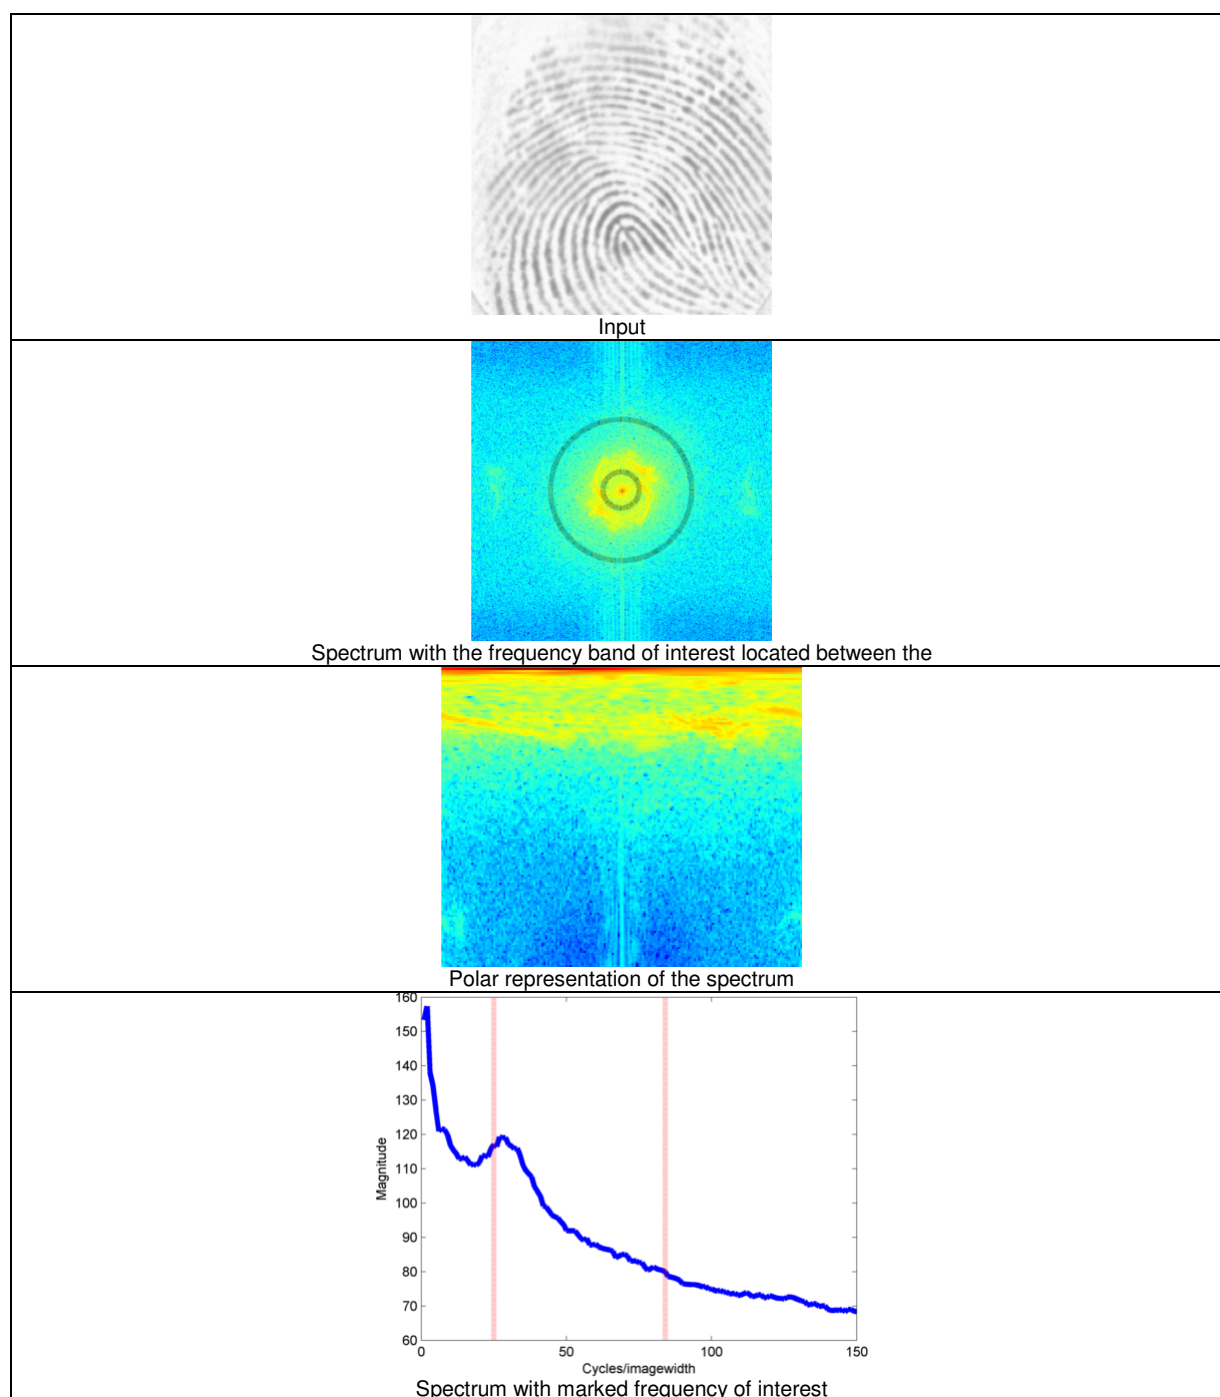 Input
Spectrum with the frequency band of interest located between the
Polar representation of the spectrum
160
150
140
130
120
110
100
90
80
70
60
Magnitude
0 50 100 150
Cycles/imagewidth
Spectrum with marked frequency of interest